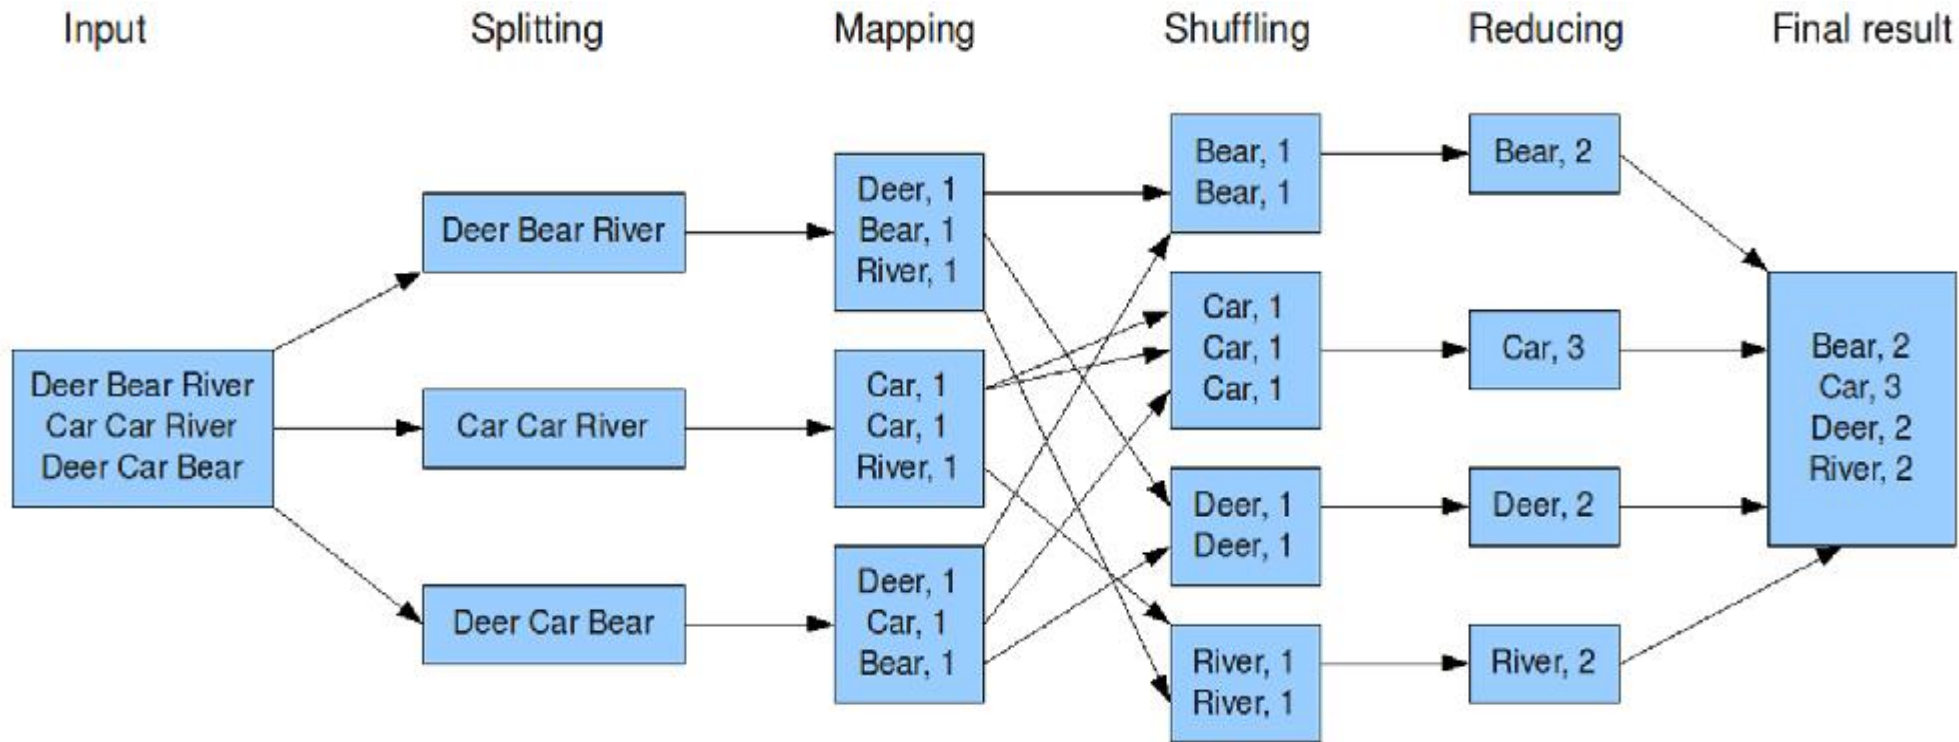 Input
Splitting
Mapping
Shuffling
Reducing
Final result
Deer Bear River
Car Car River
Deer Car Bear
Deer Bear River
Car Car River
Deer Car Bear
Deer, 1
Bear, 1
River, 1
Car, 1
Car, 1
River, 1
Deer, 1
Car, 1
Bear, 1
Bear, 1
Bear, 1
Car, 1
Car, 1
Car, 1
Deer, 1
Deer, 1
River, 1
River, 1
Bear, 2
Car, 3
Deer, 2
River, 2
Bear, 2
Car, 3
Deer, 2
River, 2